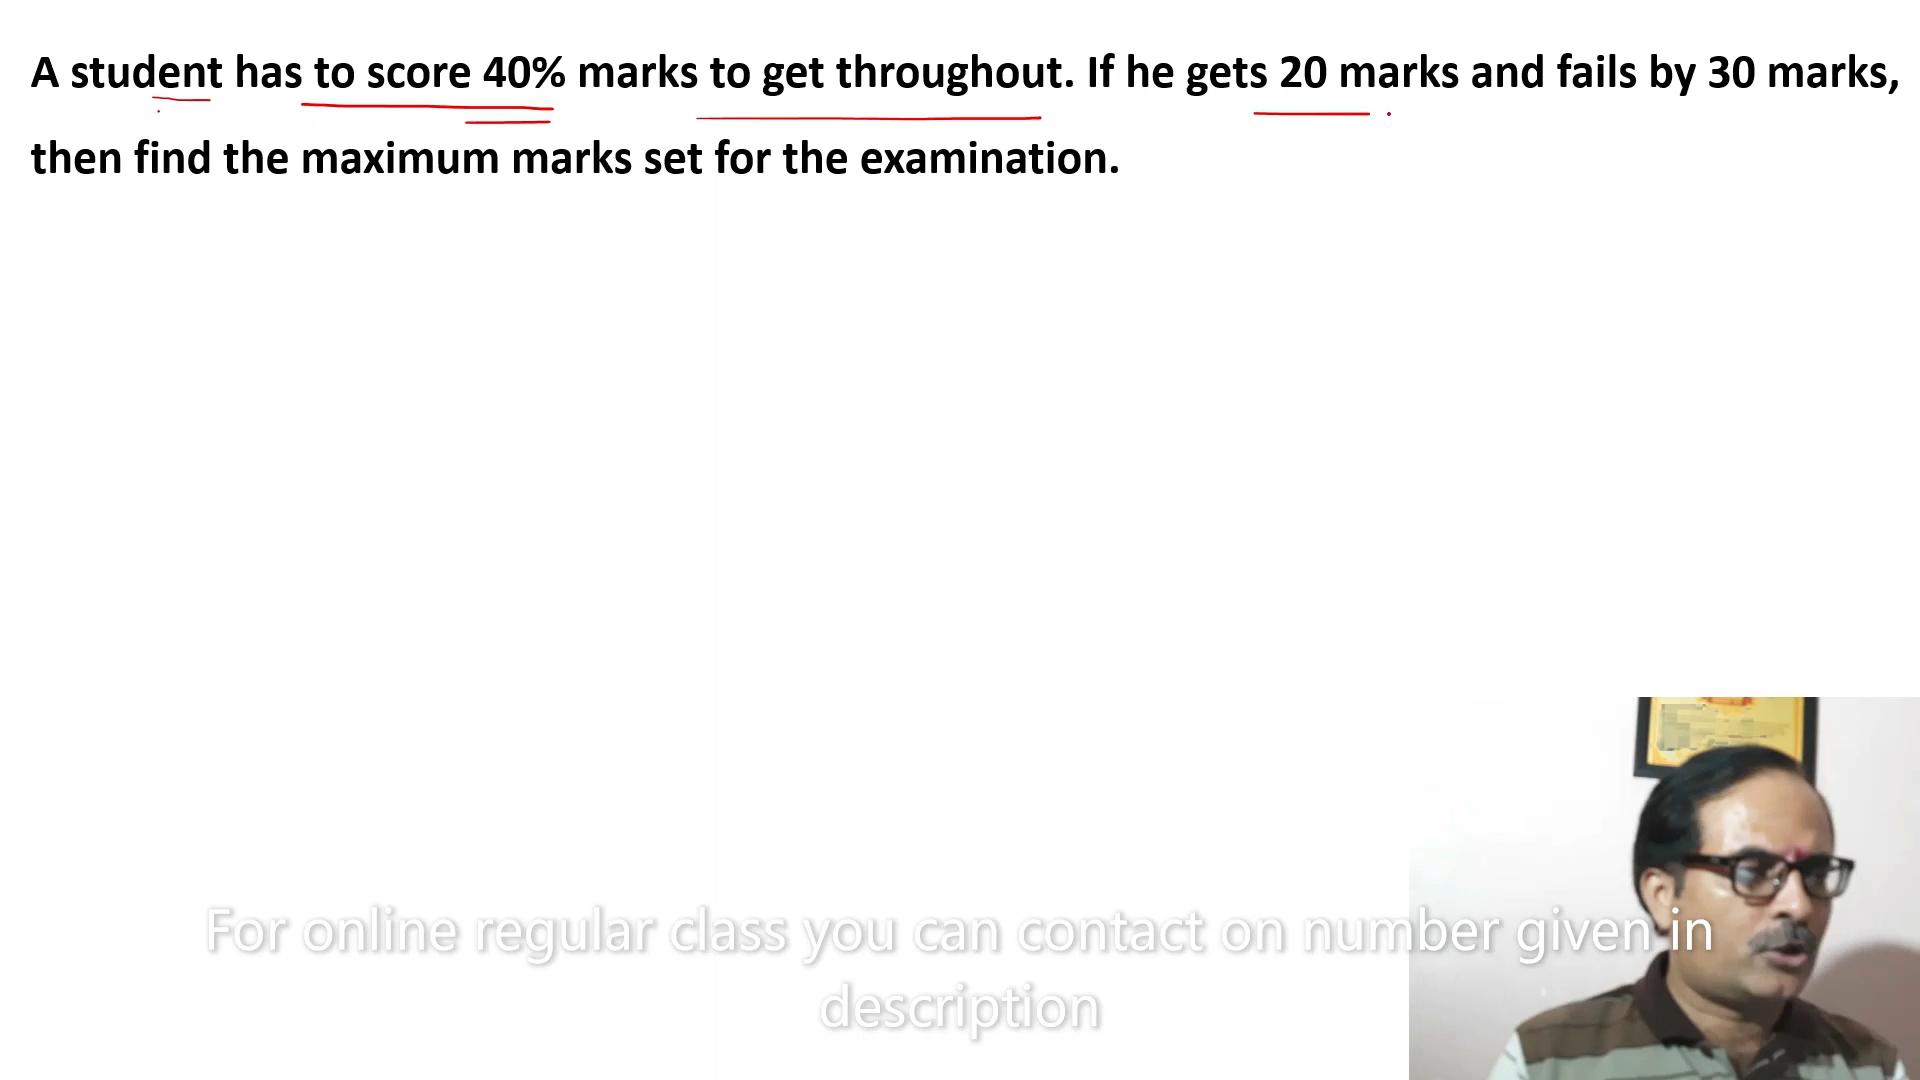 A student has to score 40% marks to get throughout. If he gets 20 marks and fails by 30 marks,
then find the maximum marks set for the examination.
For online regular class you can contact on number given in
description